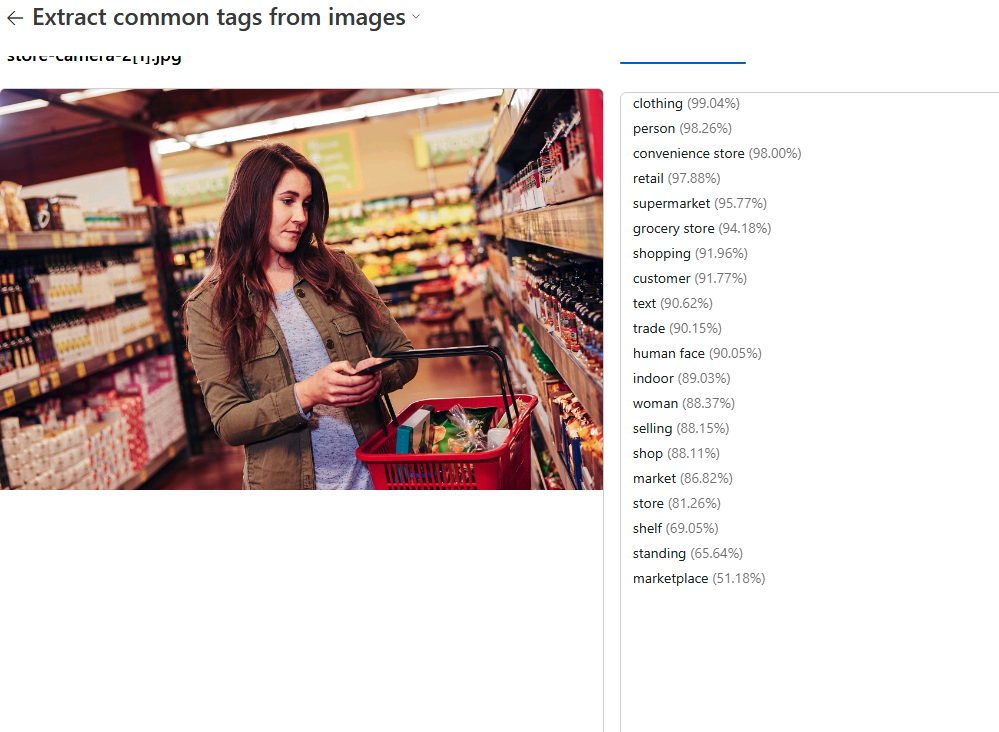 Extract common tags from images
store-camera-2[1].jpg
clothing (99.04%)
person (98.26%)
convenience store (98.00%)
retail (97.88%)
supermarket (95.77%)
grocery store (94.18%)
shopping (91.96%)
customer (91.77%)
text (90.62%)
trade (90.15%)
human face (90.05%)
indoor (89.03%)
woman (88.37%)
selling (88.15%)
shop (88.11%)
market (86.82%)
store (81.26%)
shelf (69.05%)
standing (65.64%)
marketplace (51.18%)